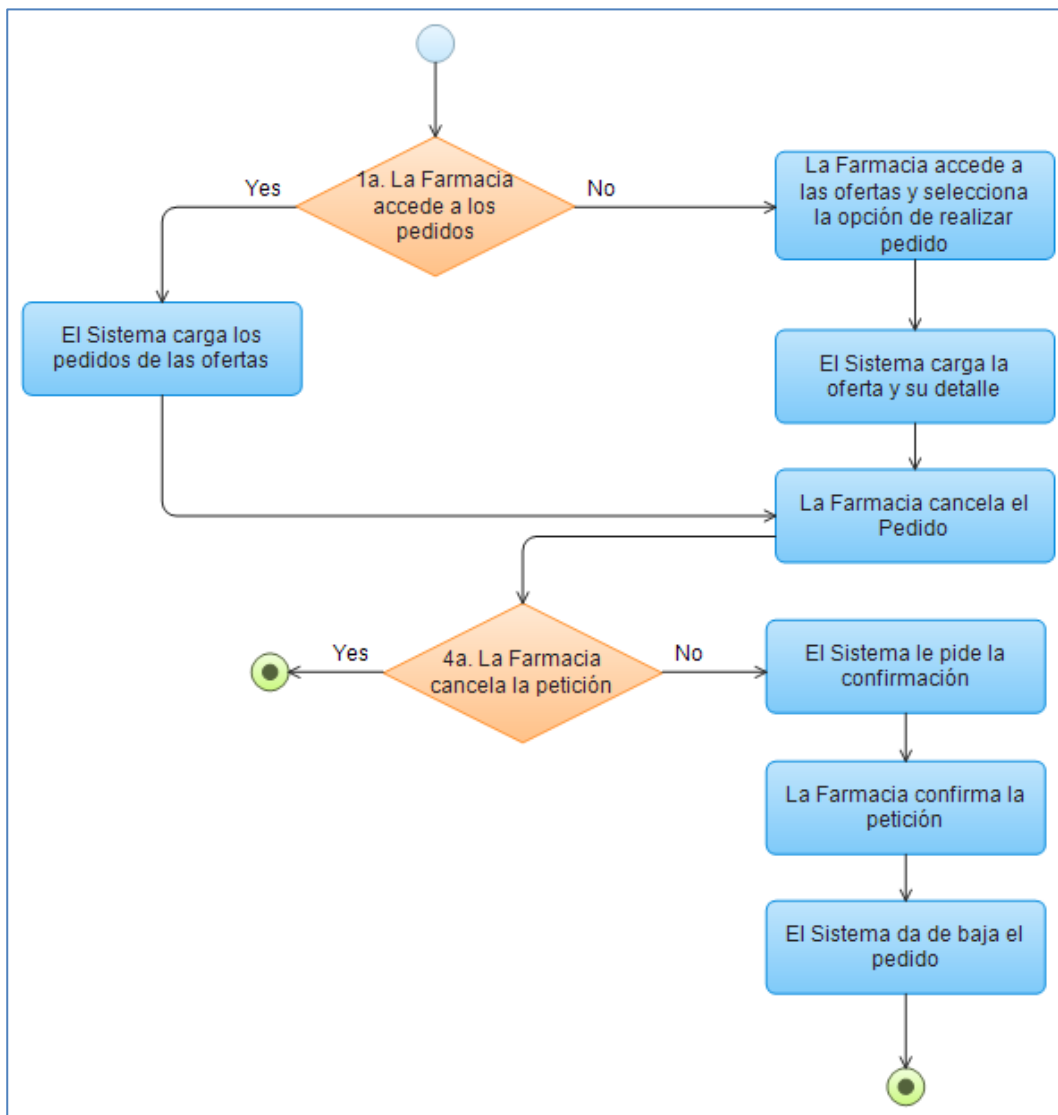 Yes
1a. La Farmacia
accede a los
pedidos
No
La Farmacia accede a
las ofertas y selecciona
la opción de realizar
pedido
El Sistema carga los
pedidos de las ofertas
El Sistema carga la
oferta y su detalle
La Farmacia cancela el
Pedido
Yes
4a. La Farmacia
cancela la petición
No
El Sistema le pide la
confirmación
La Farmacia confirma la
petición
El Sistema da de baja el
pedido